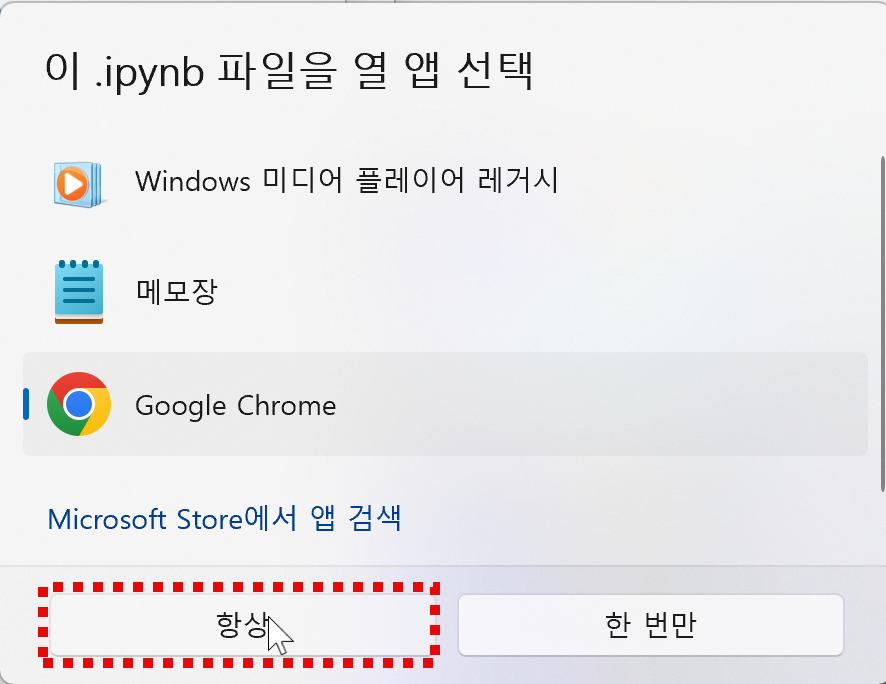 이 .ipynb 파일을 열 앱 선택
Windows 미디어 플레이어 레거시
메모장
Google Chrome
Microsoft Store에서 앱 검색
항상
한 번만